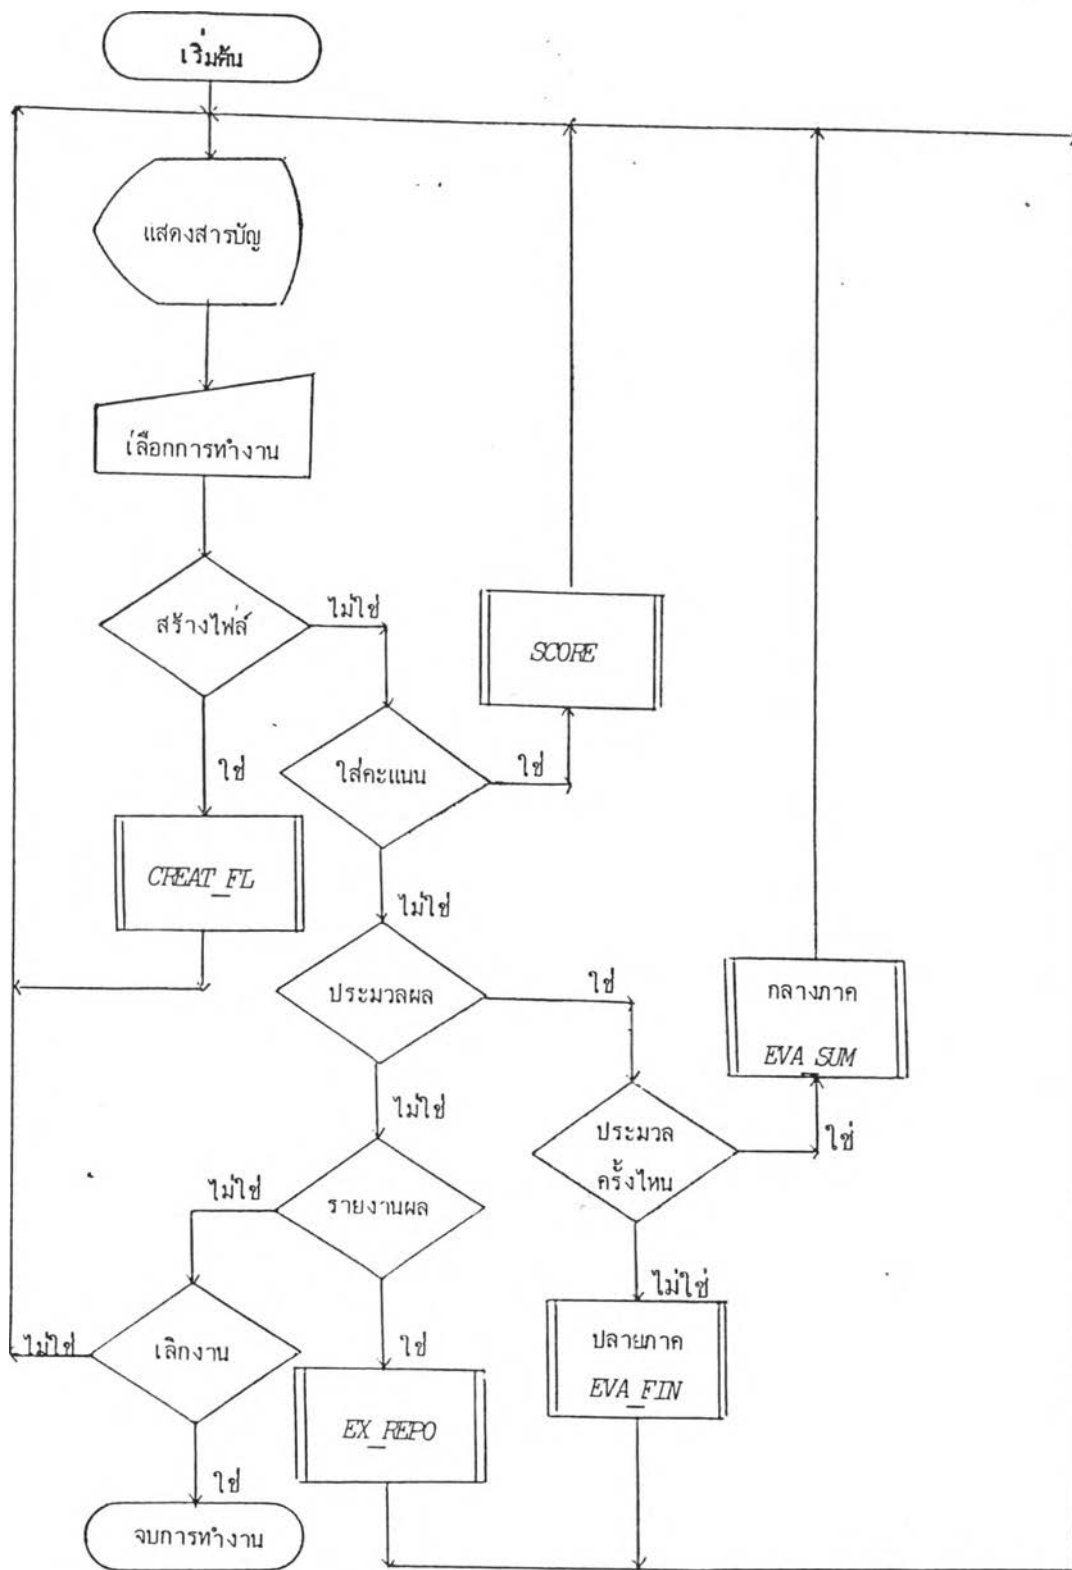 เริ่มต้น
แสดงสารบัญ
เลือกการทำงาน
สร้างไฟล์
ไม่ใช่
SCORE
ใช่
ใส่คะแนน
ใช่
CREAT_FL
ไม่ใช่
ประมวลผล
ใช่
กลางภาค
EVA_SUM
ไม่ใช่
ประมวล
ครั้งไหน
ใช่
ไม่ใช่
รายงานผล
ไม่ใช่
ปลายภาค
EVA_FIN
ไม่ใช่
เลิกงาน
ใช่
EX_REPO
ใช่
จบการทำงาน